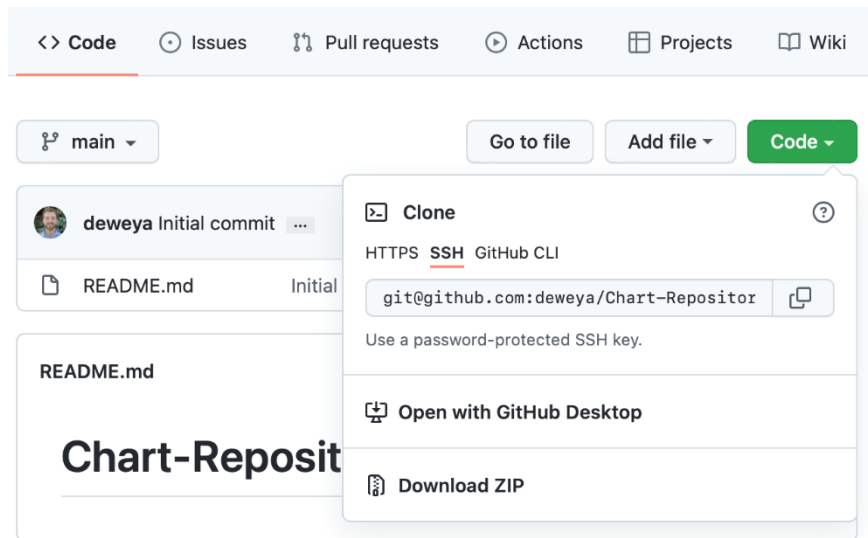 <> Code Issues Pull requests Actions Projects Wiki
main Go to file Add file Code
deweya Initial commit ...
README.md Initial
Clone
HTTPS SSH GitHub CLI
git@github.com:deweya/Chart-Repositor
Use a password-protected SSH key.
Open with GitHub Desktop
Download ZIP
README.md
Chart-Reposit